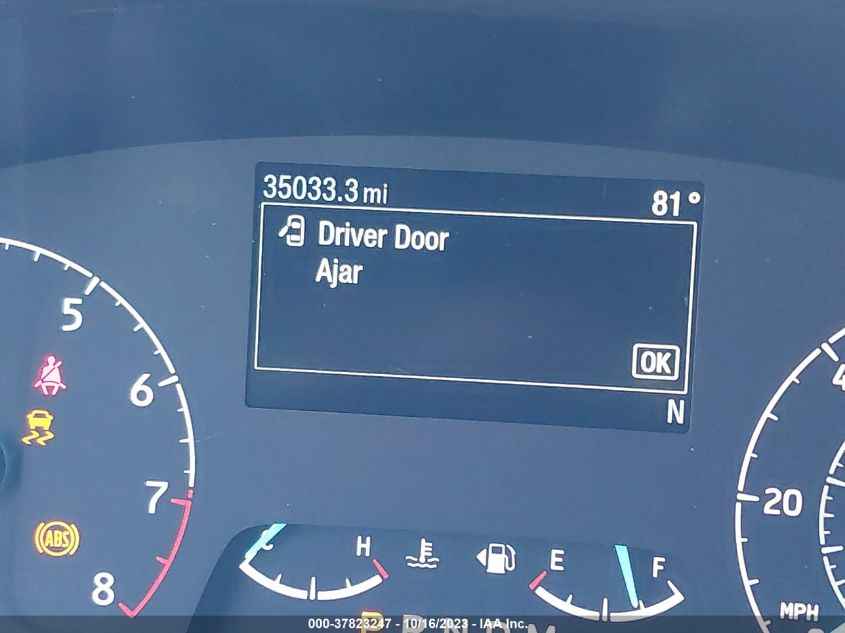 35033.3 mi 81°
Driver Door
Ajar
OK
N
5
6
7
8
ABS
H
E
F
20
MPH
P R N D M
000-37823247 - 10/16/2023 - IAA Inc.